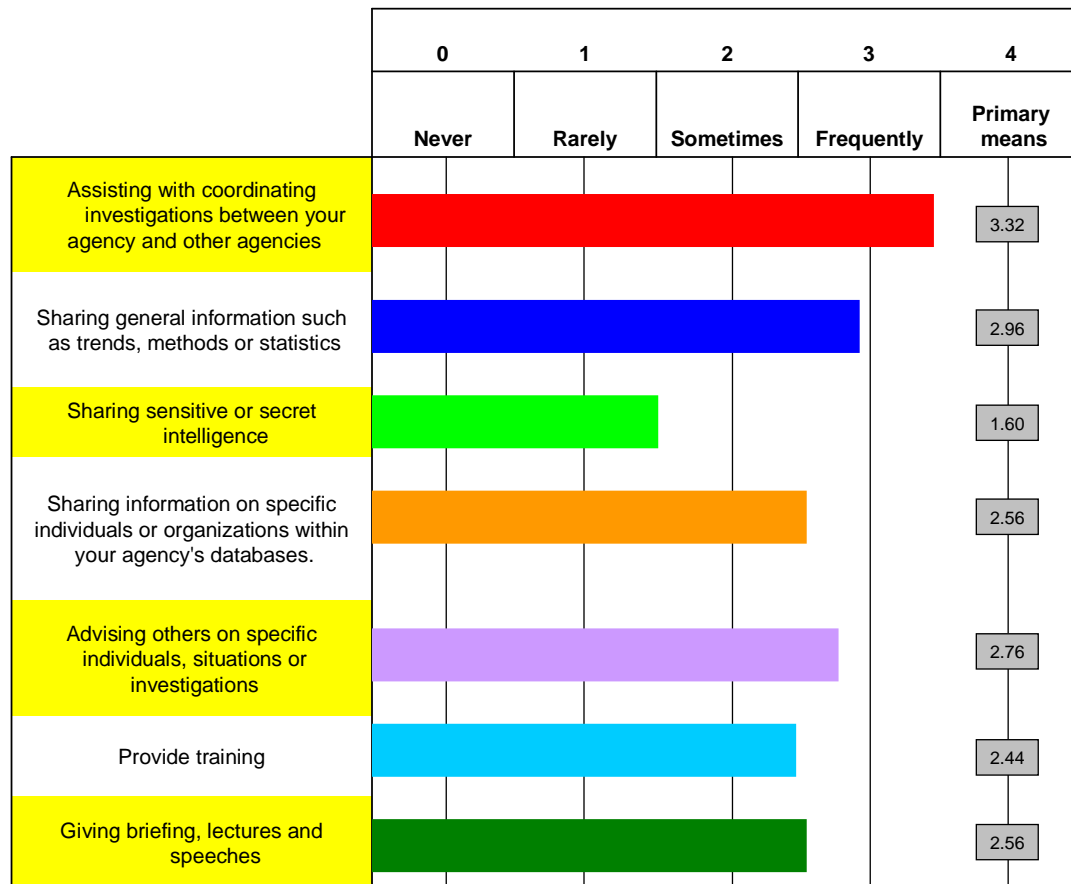 0 1 2 3 4
Never Rarely Sometimes Frequently Primary
means
Assisting with coordinating
investigations between your
agency and other agencies
3.32
Sharing general information such
as trends, methods or statistics
2.96
Sharing sensitive or secret
intelligence
1.60
Sharing information on specific
individuals or organizations within
your agency's databases.
2.56
Advising others on specific
individuals, situations or
investigations
2.76
Provide training
2.44
Giving briefing, lectures and
speeches
2.56